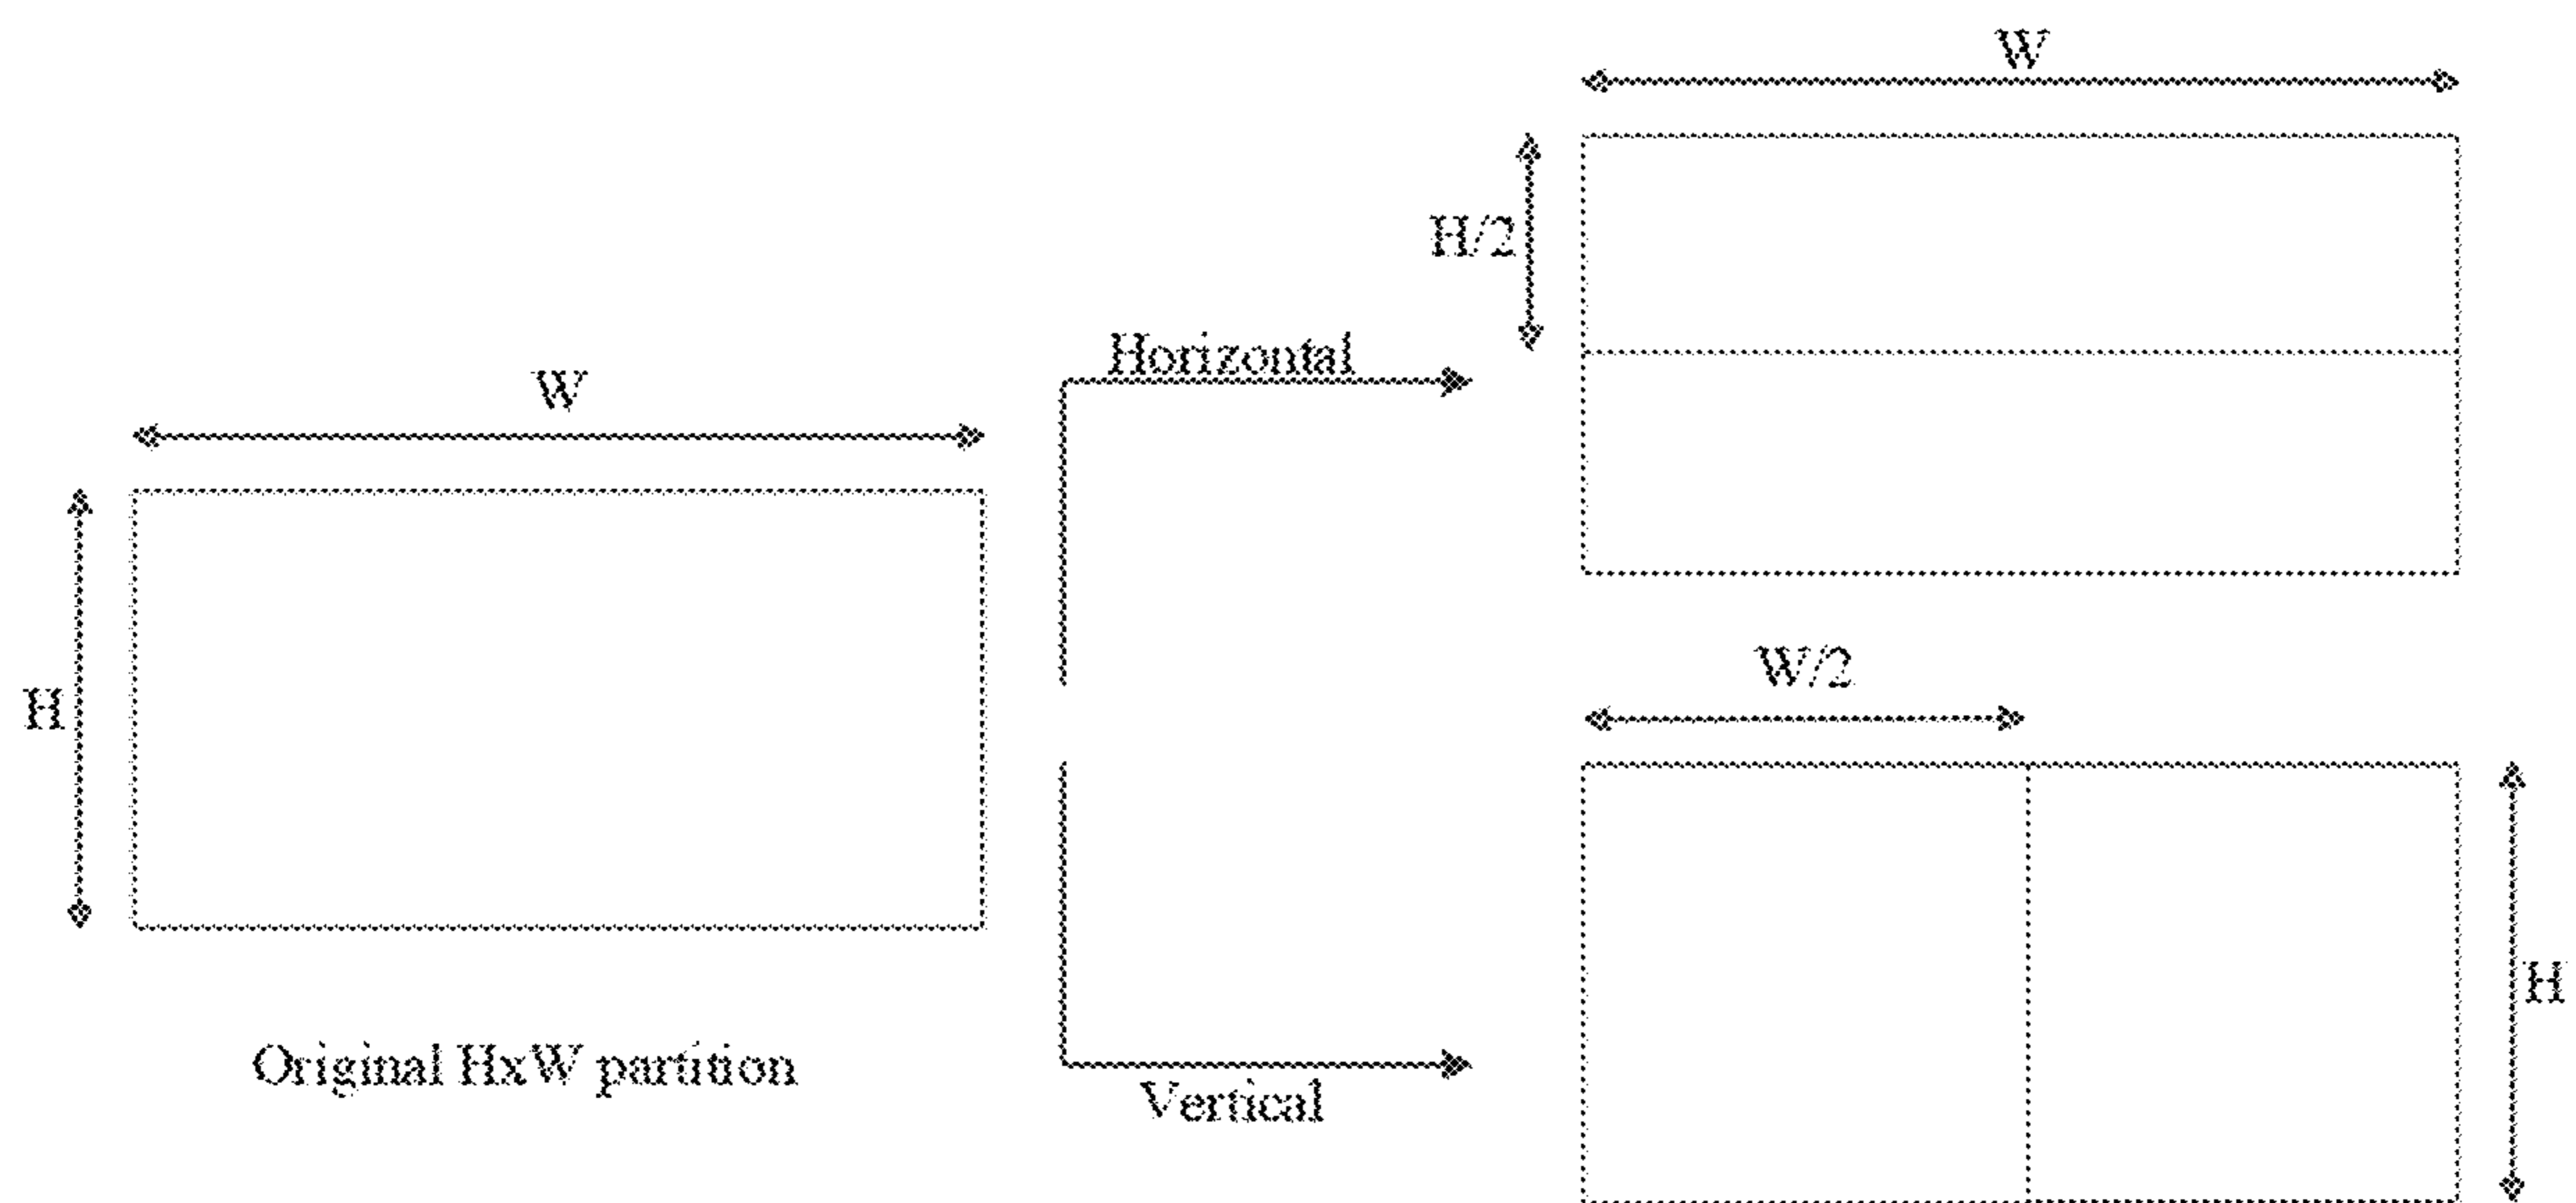 W
H/2
Horizontal
W
H
W/2
H
Original HxW partition
Vertical